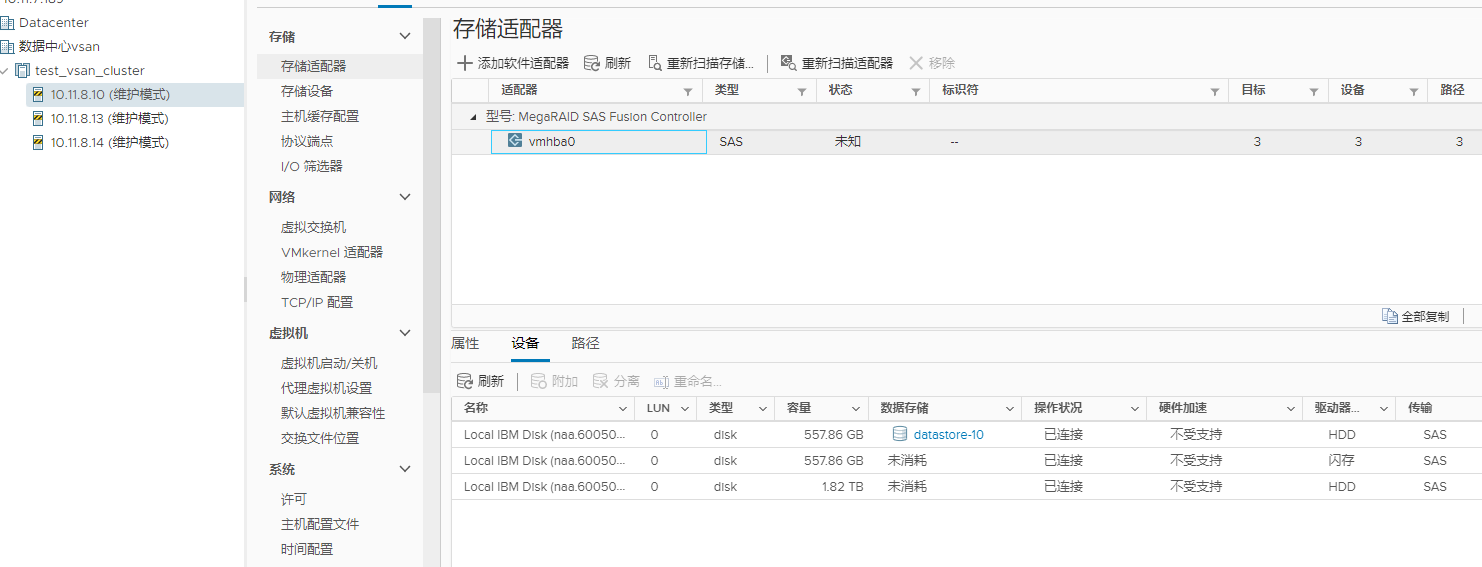 Datacenter
数据中心vsan
test_vsan_cluster
10.11.8.10 (维护模式)
10.11.8.13 (维护模式)
10.11.8.14 (维护模式)
存储
存储适配器
存储设备
主机缓存配置
协议端点
I/O 筛选器
网络
虚拟交换机
VMkernel 适配器
物理适配器
TCP/IP 配置
虚拟机
虚拟机启动/关机
代理虚拟机设置
默认虚拟机兼容性
交换文件位置
系统
许可
主机配置文件
时间配置
存储适配器
添加软件适配器 刷新 重新扫描存储... 重新扫描适配器 移除
适配器 类型 状态 标识符 目标 设备 路径
型号: MegaRAID SAS Fusion Controller
vmhba0 SAS 未知 -- 3 3 3
全部复制
属性 设备 路径
刷新 附加 分离 重命名...
名称 LUN 类型 容量 数据存储 操作状况 硬件加速 驱动器... 传输
Local IBM Disk (naa.60050... 0 disk 557.86 GB datastore-10 已连接 不受支持 HDD SAS
Local IBM Disk (naa.60050... 0 disk 557.86 GB 未消耗 已连接 不受支持 闪存 SAS
Local IBM Disk (naa.60050... 0 disk 1.82 TB 未消耗 已连接 不受支持 HDD SAS